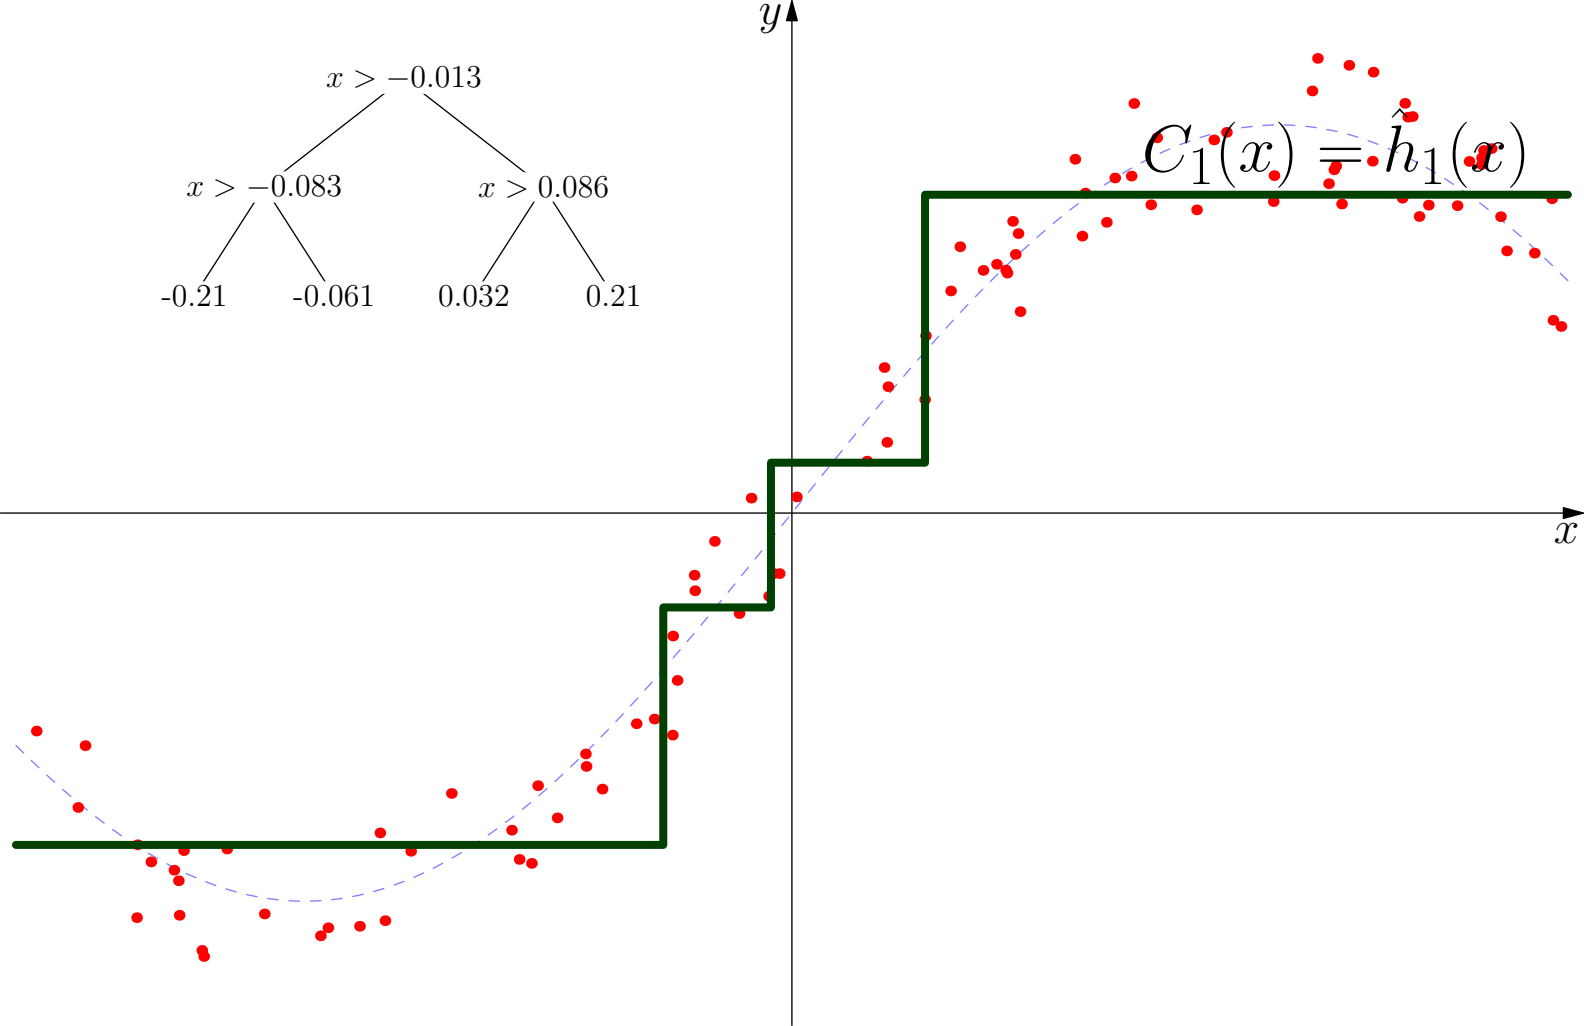 y
x > −0.013
C₁(x) = ĥ₁(x)
x > −0.083 x > 0.086
-0.21 -0.061 0.032 0.21
x